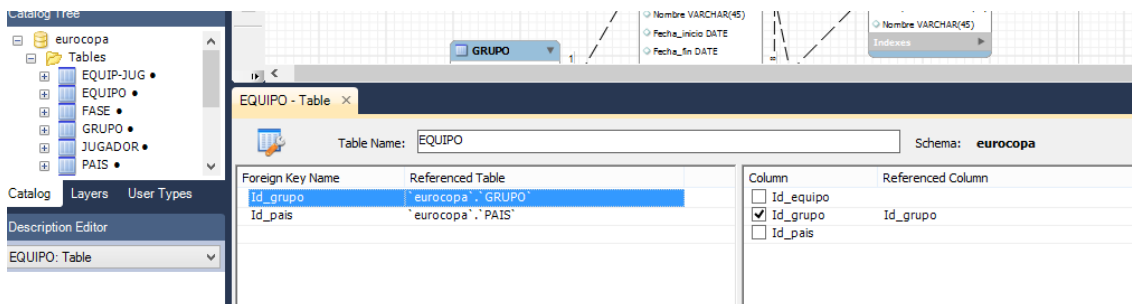 Catalog Tree
eurocopa
Tables
EQUIP-JUG
EQUIPO
FASE
GRUPO
JUGADOR
PAIS
Catalog Layers User Types
Description Editor
EQUIPO: Table
GRUPO
1
Nombre VARCHAR(45)
Fecha_inicio DATE
Fecha_fin DATE
∞
Nombre VARCHAR(45)
Indexes
EQUIPO - Table
Table Name: EQUIPO Schema: eurocopa
Foreign Key Name Referenced Table Column Referenced Column
Id_equipo
Id_grupo `eurocopa`.`GRUPO` Id_grupo Id_grupo
Id_pais `eurocopa`.`PAIS` Id_pais